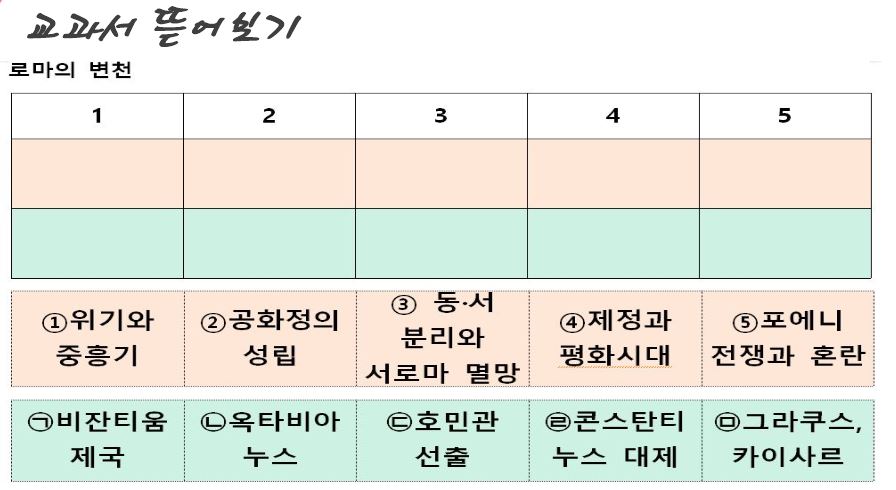 교과서 뜯어보기
로마의 변천
1 2 3 4 5
①위기와 중흥기
②공화정의 성립
③ 동·서 분리와 서로마 멸망
④제정과 평화시대
⑤포에니 전쟁과 혼란
㉠비잔티움 제국
㉡옥타비아누스
㉢호민관 선출
㉣콘스탄티누스 대제
㉤그라쿠스, 카이사르